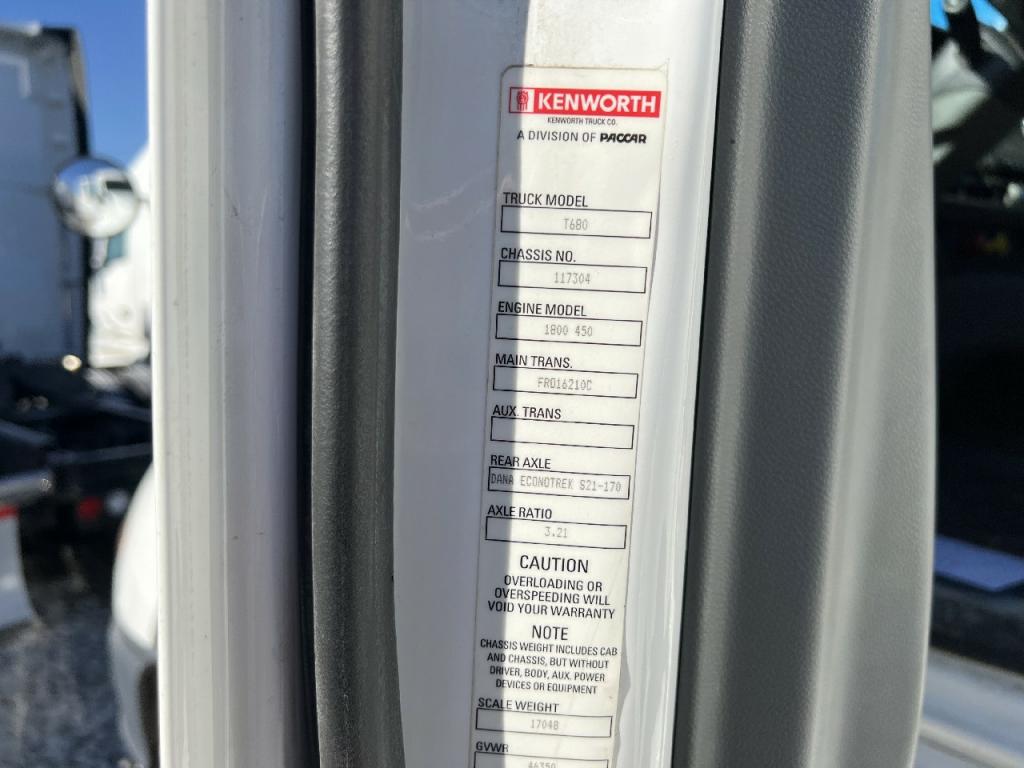 KENWORTH
KENWORTH TRUCK CO.
A DIVISION OF PACCAR
TRUCK MODEL
T680
CHASSIS NO.
117304
ENGINE MODEL
1800 450
MAIN TRANS.
FRO16210C
AUX. TRANS
REAR AXLE
DANA ECONOTREK S21-170
AXLE RATIO
3.21
CAUTION
OVERLOADING OR
OVERSPEEDING WILL
VOID YOUR WARRANTY
NOTE
CHASSIS WEIGHT INCLUDES CAB
AND CHASSIS, BUT WITHOUT
DRIVER, BODY, AUX. POWER
DEVICES OR EQUIPMENT
SCALE WEIGHT
17048
GVWR
46350